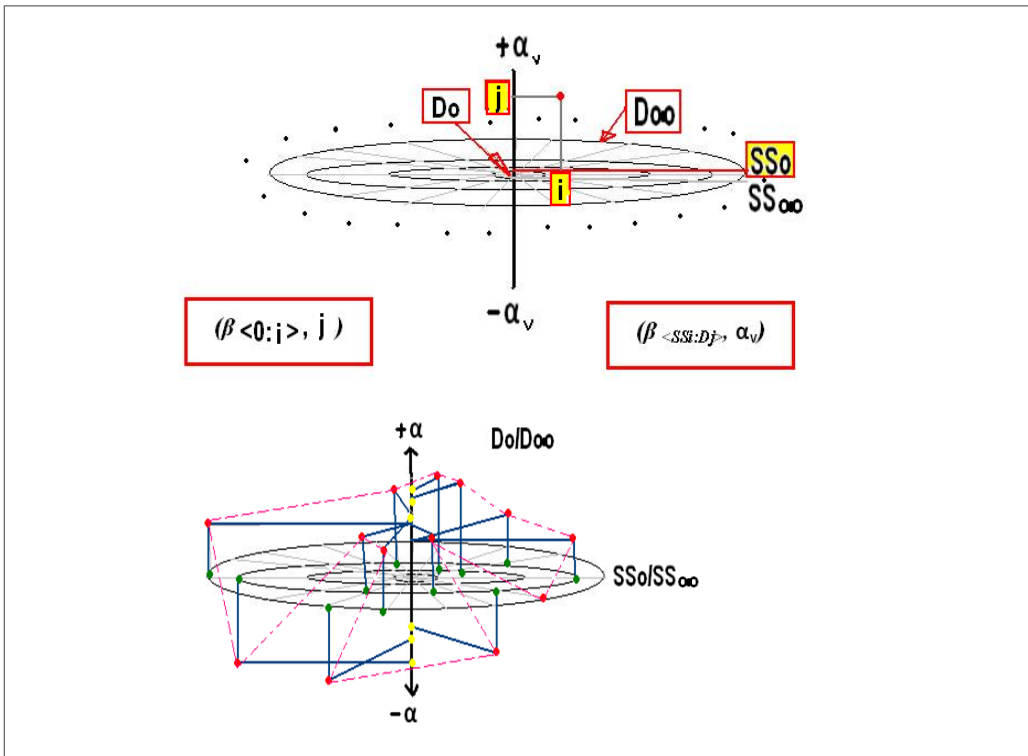 +αᵥ
j
Do
D∞
SSo
i
SS∞
-αᵥ
(β <0:i>, j )
(β <SSi:Dj>, αᵥ)
+α
Do/D∞
SSo/SS∞
-α